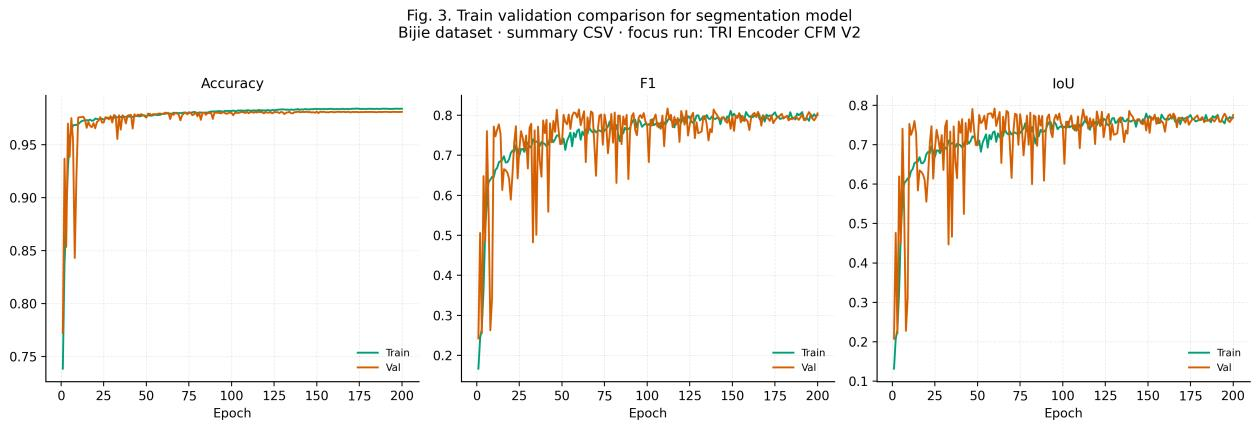 Fig. 3. Train validation comparison for segmentation model
Bijie dataset · summary CSV · focus run: TRI Encoder CFM V2
Accuracy
0.95
0.90
0.85
0.80
0.75
0 25 50 75 100 125 150 175 200
Epoch
Train
Val
F1
0.8
0.7
0.6
0.5
0.4
0.3
0.2
0 25 50 75 100 125 150 175 200
Epoch
Train
Val
IoU
0.8
0.7
0.6
0.5
0.4
0.3
0.2
0.1
0 25 50 75 100 125 150 175 200
Epoch
Train
Val